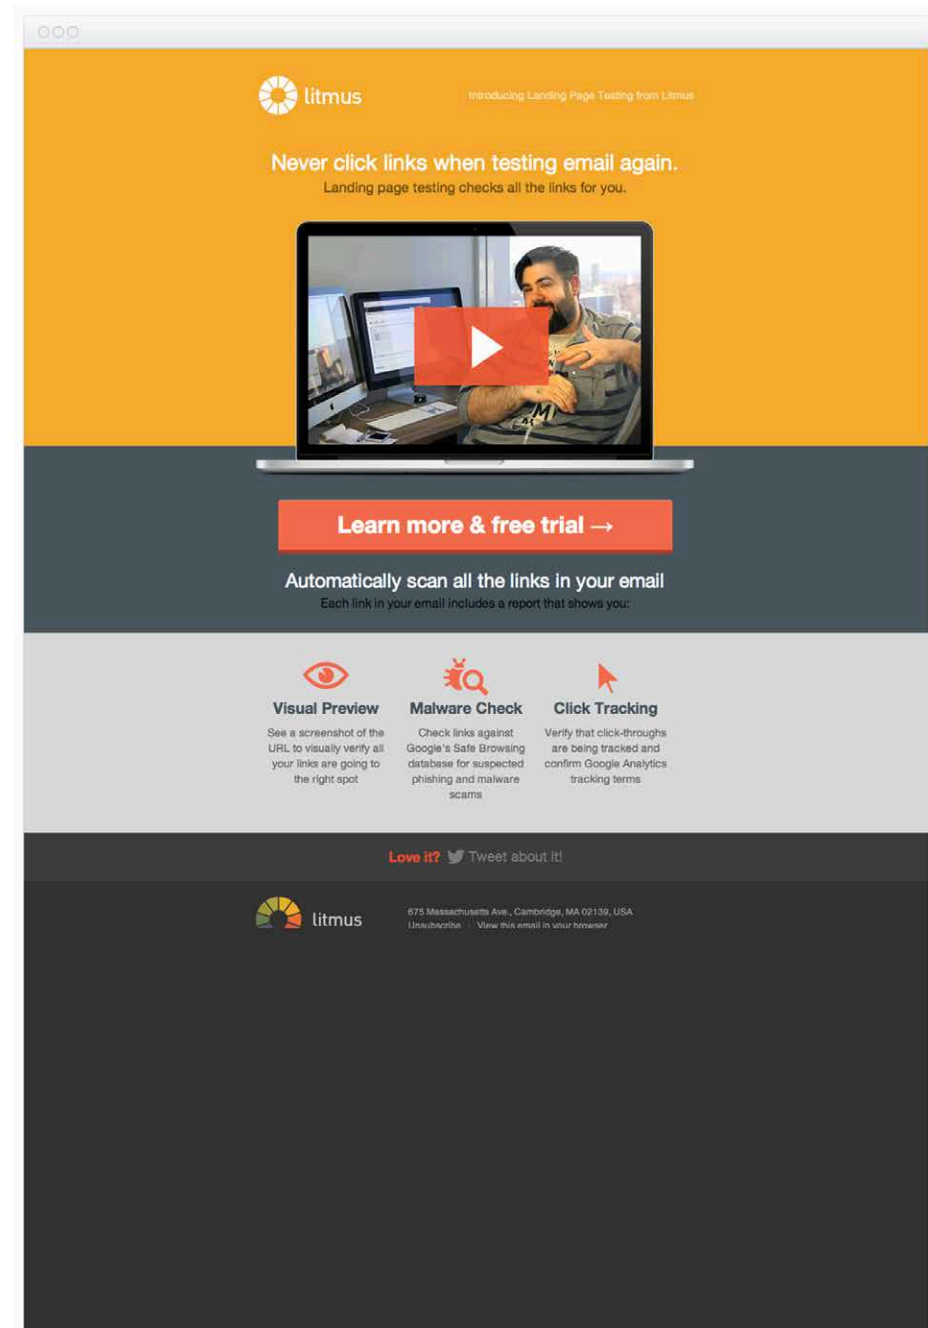 litmus
Introducing Landing Page Testing from Litmus
Never click links when testing email again.
Landing page testing checks all the links for you.
Learn more & free trial →
Automatically scan all the links in your email
Each link in your email includes a report that shows you:
Visual Preview
See a screenshot of the
URL to visually verify all
your links are going to
the right spot
Malware Check
Check links against
Google's Safe Browsing
database for suspected
phishing and malware
scams
Click Tracking
Verify that click-throughs
are being tracked and
confirm Google Analytics
tracking terms
Love it? Tweet about it!
litmus
675 Massachusetts Ave., Cambridge, MA 02139, USA
Unsubscribe | View this email in your browser